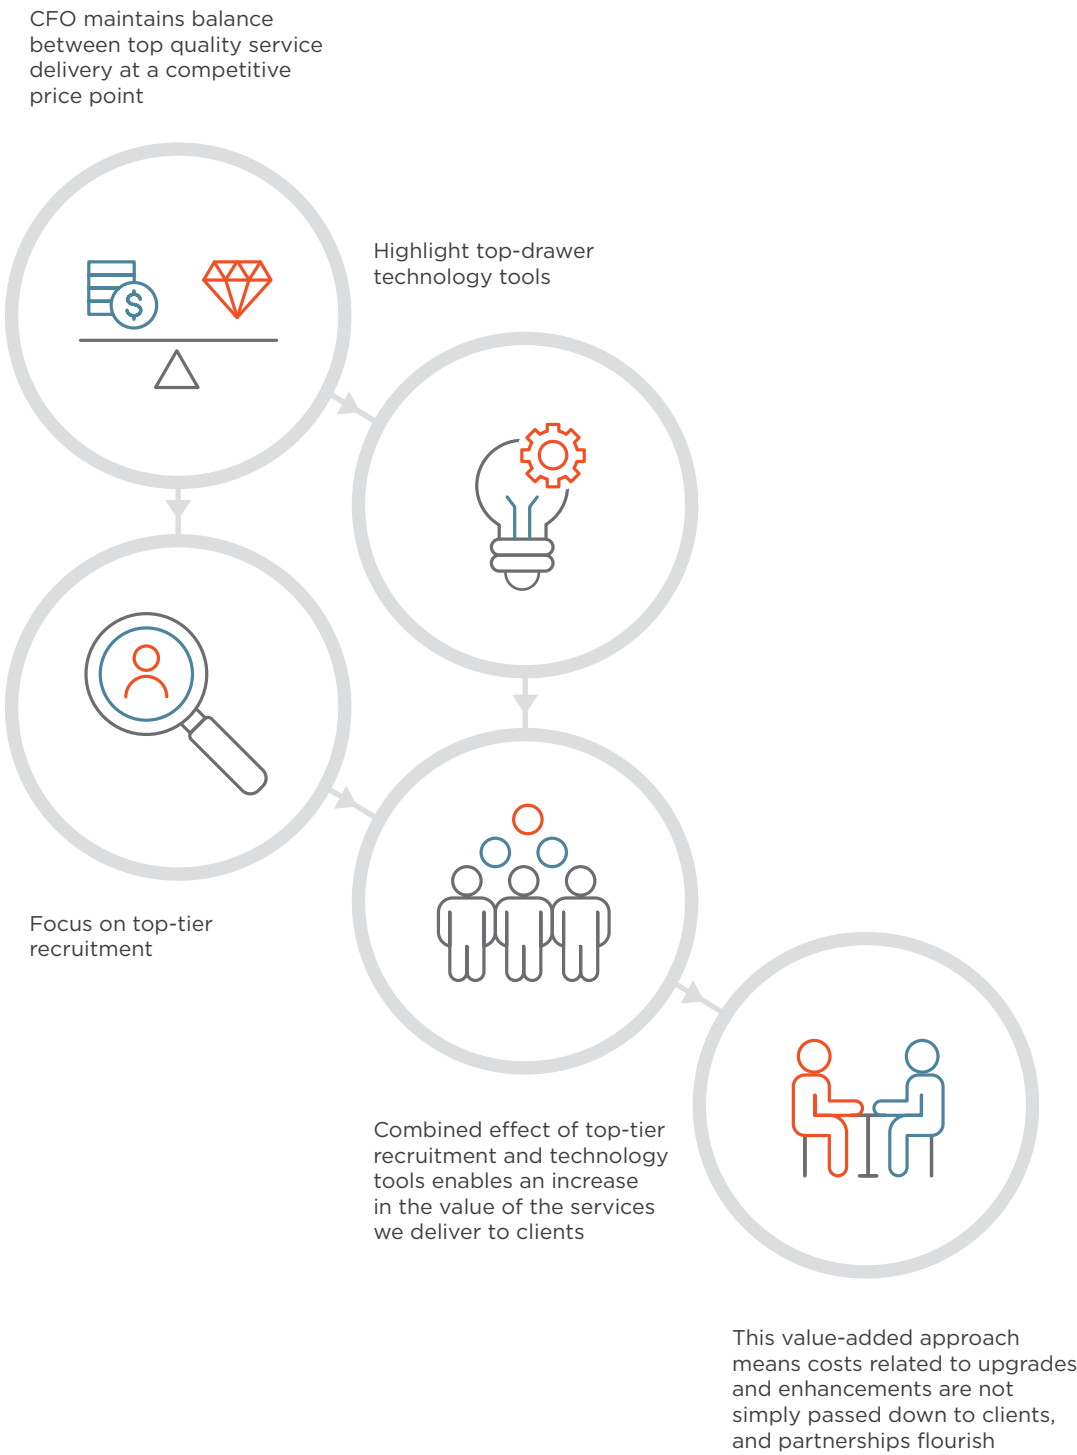 CFO maintains balance
between top quality service
delivery at a competitive
price point
Highlight top-drawer
technology tools
$
Focus on top-tier
recruitment
Combined effect of top-tier
recruitment and technology
tools enables an increase
in the value of the services
we deliver to clients
This value-added approach
means costs related to upgrades
and enhancements are not
simply passed down to clients,
and partnerships flourish